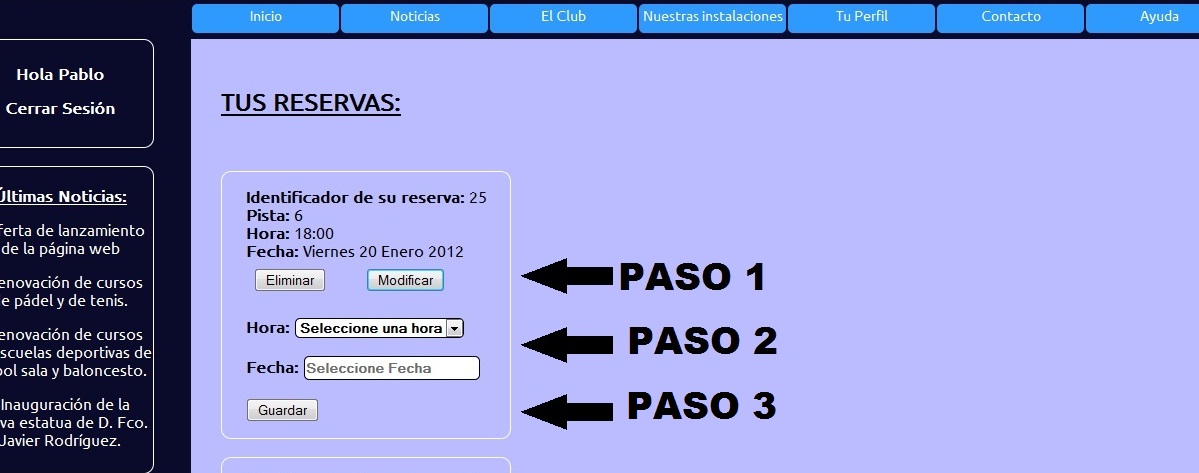 Inicio
Noticias
El Club
Nuestras instalaciones
Tu Perfil
Contacto
Ayuda
Hola Pablo
Cerrar Sesión
Últimas Noticias:
ferta de lanzamiento
de la página web
enovación de cursos
e pádel y de tenis.
enovación de cursos
scuelas deportivas de
ol sala y baloncesto.
Inauguración de la
va estatua de D. Fco.
Javier Rodríguez.
TUS RESERVAS:
Identificador de su reserva: 25
Pista: 6
Hora: 18:00
Fecha: Viernes 20 Enero 2012
Eliminar
Modificar
PASO 1
Hora: Seleccione una hora
PASO 2
Fecha: Seleccione Fecha
Guardar
PASO 3